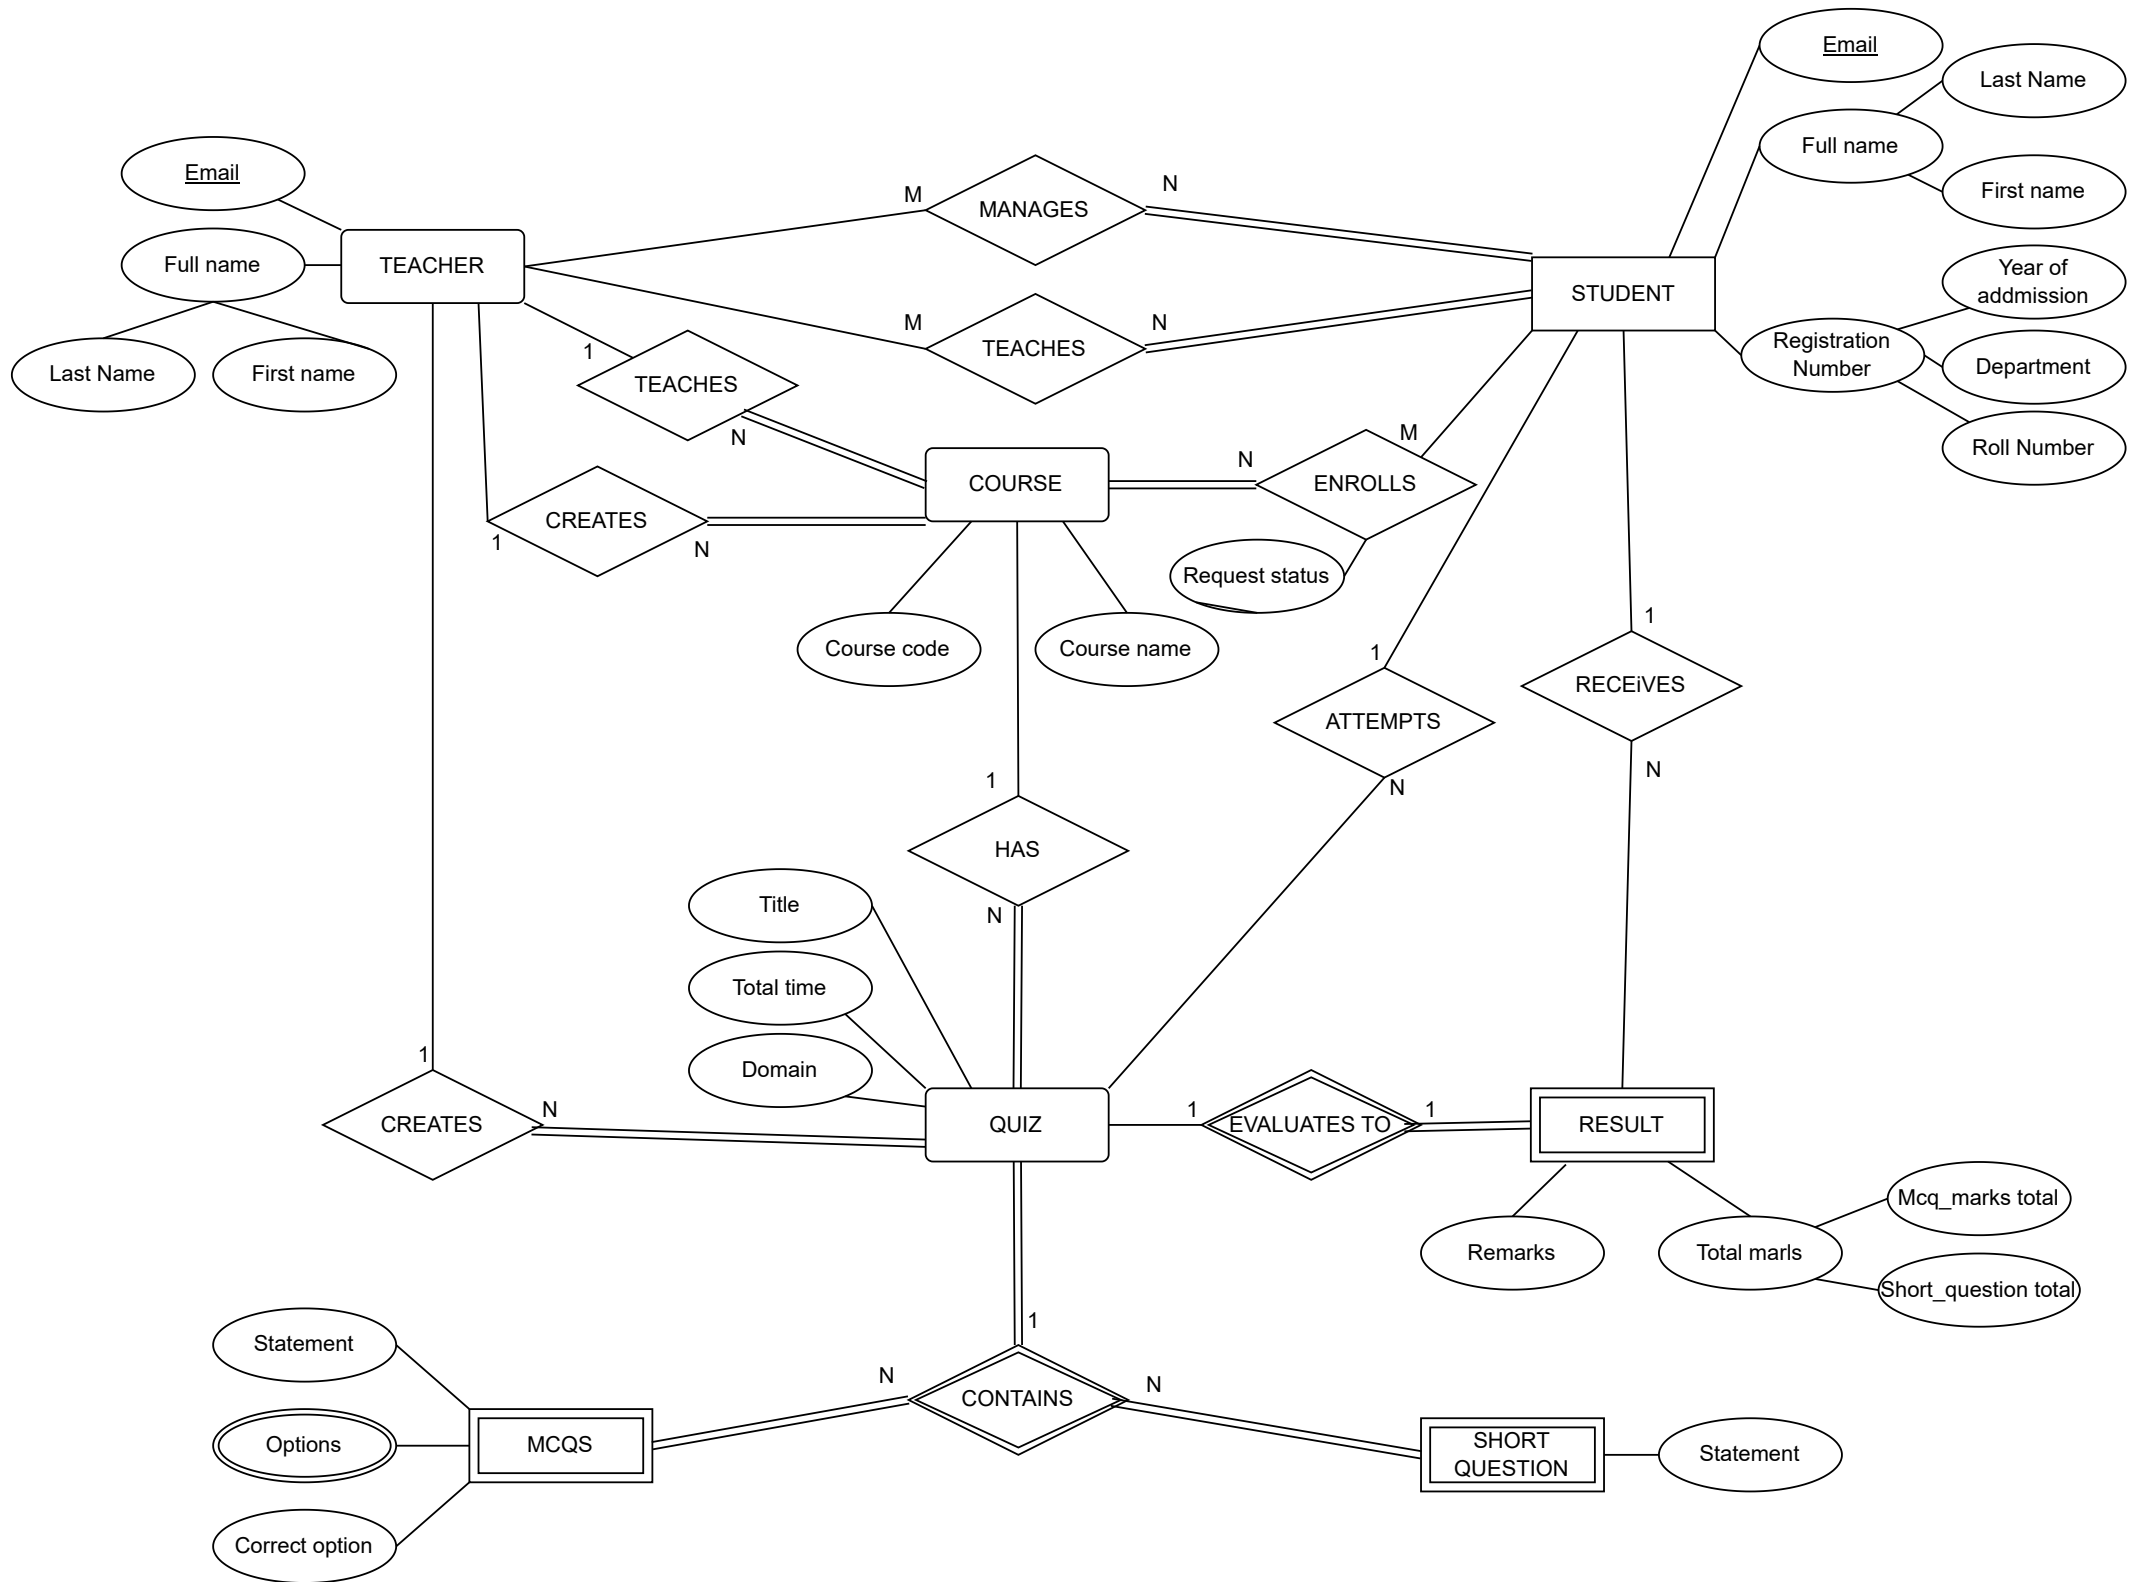 Email
Last Name
Full name
First name
Email
MANAGES
M
N
TEACHER
Full name
STUDENT
Year of
addmission
Registration
Number
Department
Roll Number
TEACHES
M
N
Last Name
First name
1
TEACHES
N
COURSE
N
M
ENROLLS
CREATES
1
N
Request status
Course code
Course name
1
1
RECEiVES
N
ATTEMPTS
N
1
HAS
N
Title
Total time
Domain
1
CREATES
N
QUIZ
1
EVALUATES TO
1
RESULT
Remarks
Total marls
Mcq_marks total
Short_question total
1
Statement
Options
Correct option
MCQS
N
CONTAINS
N
SHORT
QUESTION
Statement